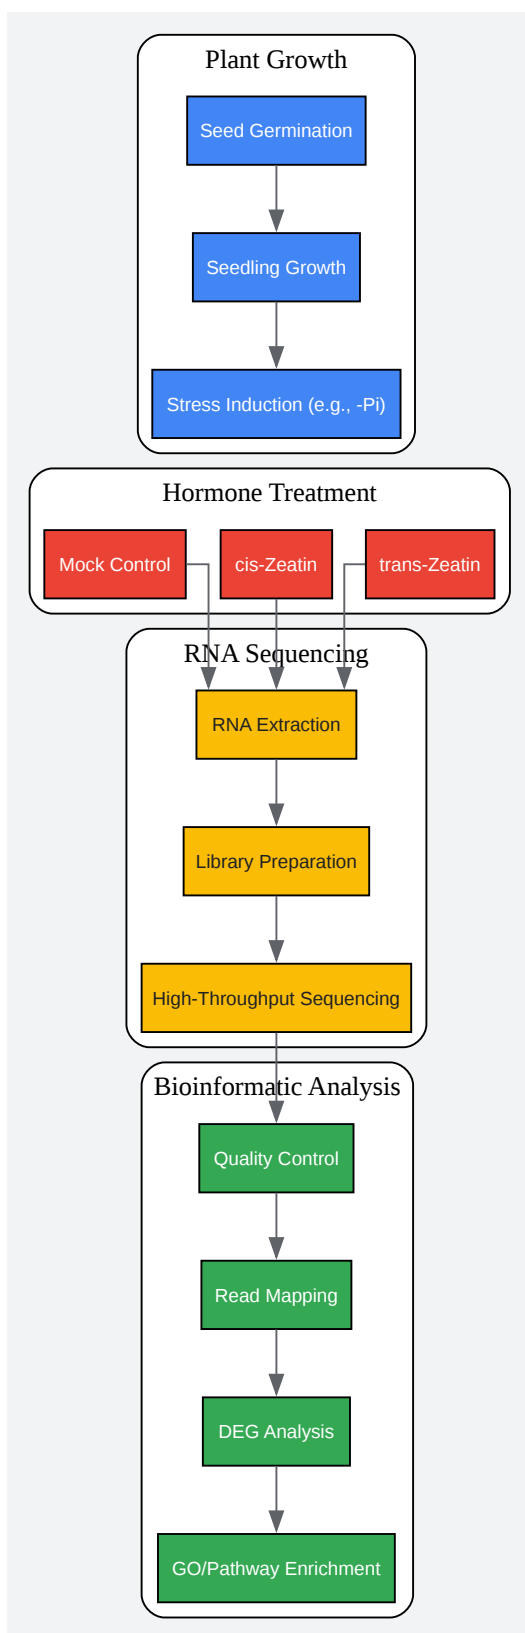 Plant Growth
Seed Germination
Seedling Growth
Stress Induction (e.g., -Pi)
Hormone Treatment
Mock Control
cis-Zeatin
trans-Zeatin
RNA Sequencing
RNA Extraction
Library Preparation
High-Throughput Sequencing
Bioinformatic Analysis
Quality Control
Read Mapping
DEG Analysis
GO/Pathway Enrichment